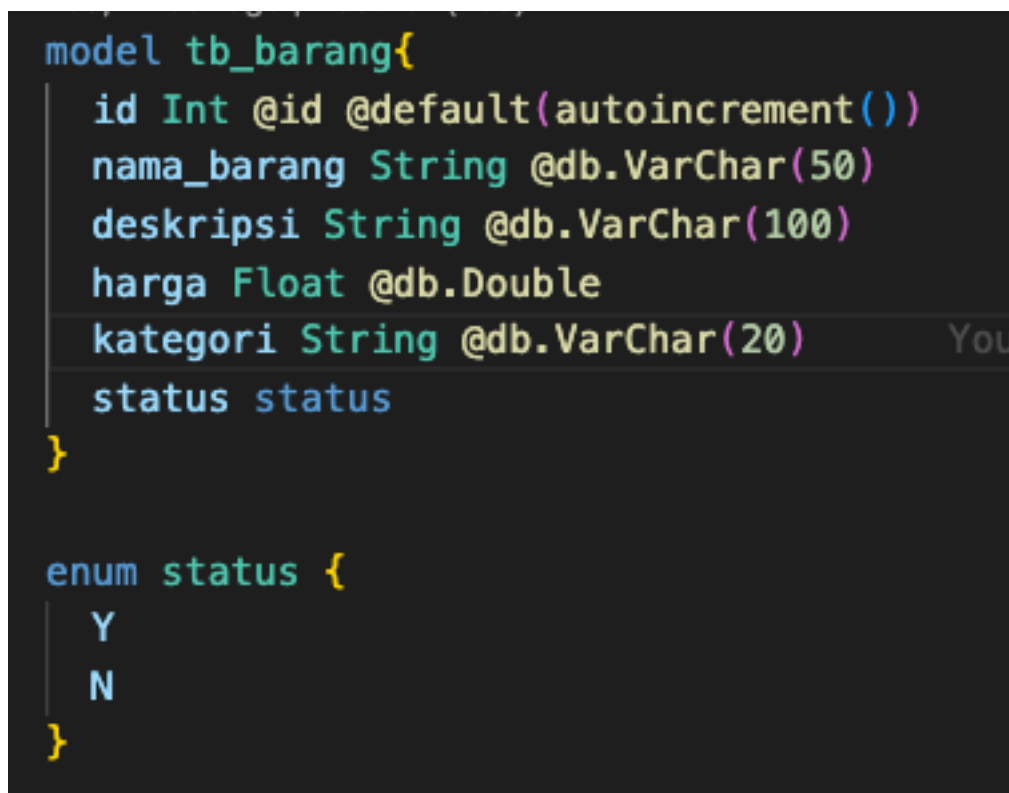 model tb_barang{
id Int @id @default(autoincrement())
nama_barang String @db.VarChar(50)
deskripsi String @db.VarChar(100)
harga Float @db.Double
kategori String @db.VarChar(20) You
status status
}
enum status {
Y
N
}